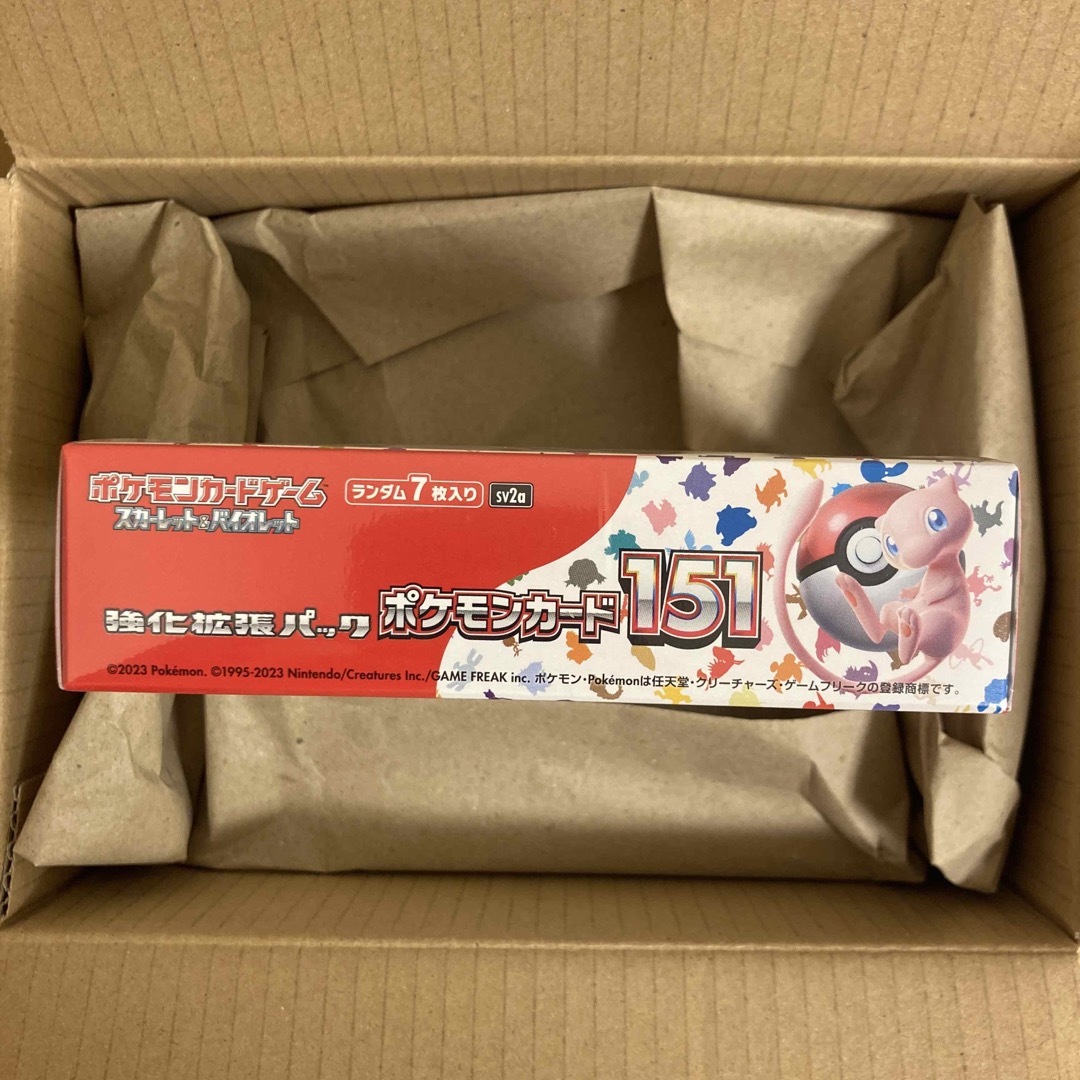 ポケモンカードゲーム™ ランダム7枚入り sv2a
スカーレット&バイオレット
強化拡張パック ポケモンカード151
©2023 Pokémon. ©1995-2023 Nintendo/Creatures Inc./GAME FREAK inc. ポケモン・Pokémonは任天堂・クリーチャーズ・ゲームフリークの登録商標です。